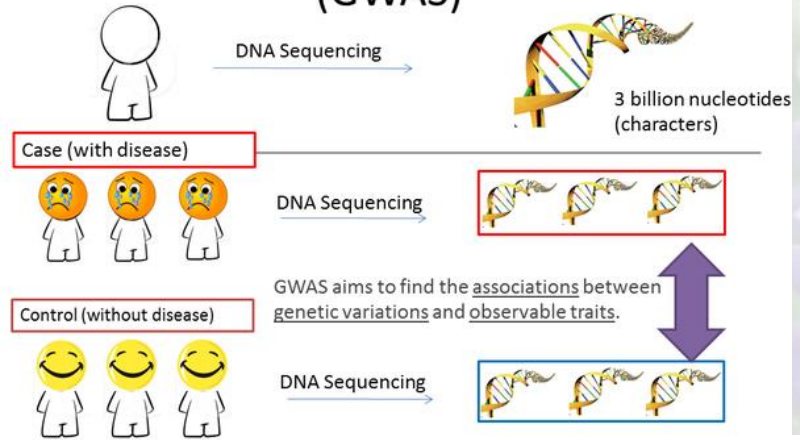 (GWAS)
DNA Sequencing
3 billion nucleotides
(characters)
Case (with disease)
DNA Sequencing
GWAS aims to find the associations between
genetic variations and observable traits.
Control (without disease)
DNA Sequencing